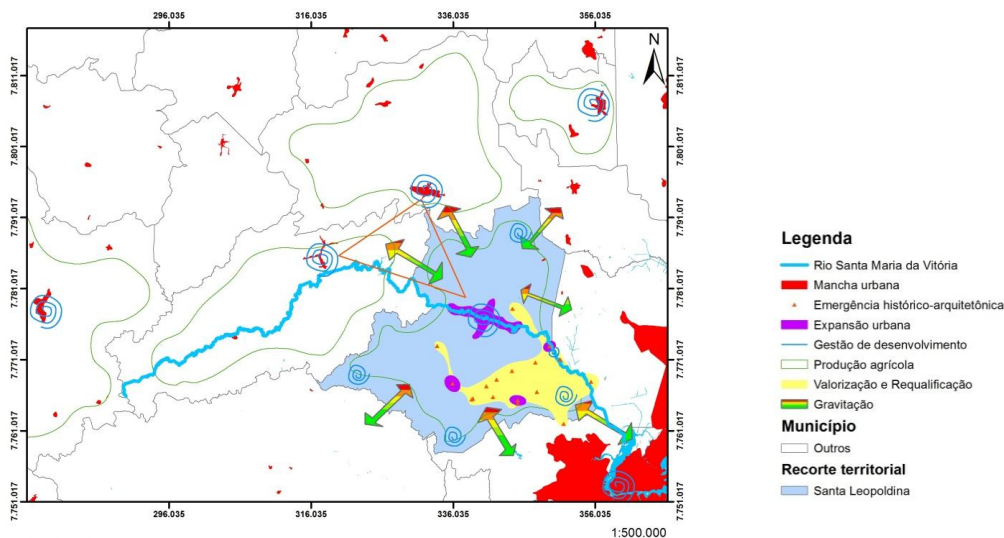 296.035 316.035 336.035 356.035
N
7.811.017 7.811.017
7.801.017 7.801.017
7.791.017 7.791.017
7.781.017 7.781.017
7.771.017 7.771.017
7.761.017 7.761.017
7.751.017 7.751.017
296.035 316.035 336.035 356.035
1:500.000
Legenda
Rio Santa Maria da Vitória
Mancha urbana
Emergência histórico-arquitetônica
Expansão urbana
Gestão de desenvolvimento
Produção agrícola
Valorização e Requalificação
Gravitação
Município
Outros
Recorte territorial
Santa Leopoldina